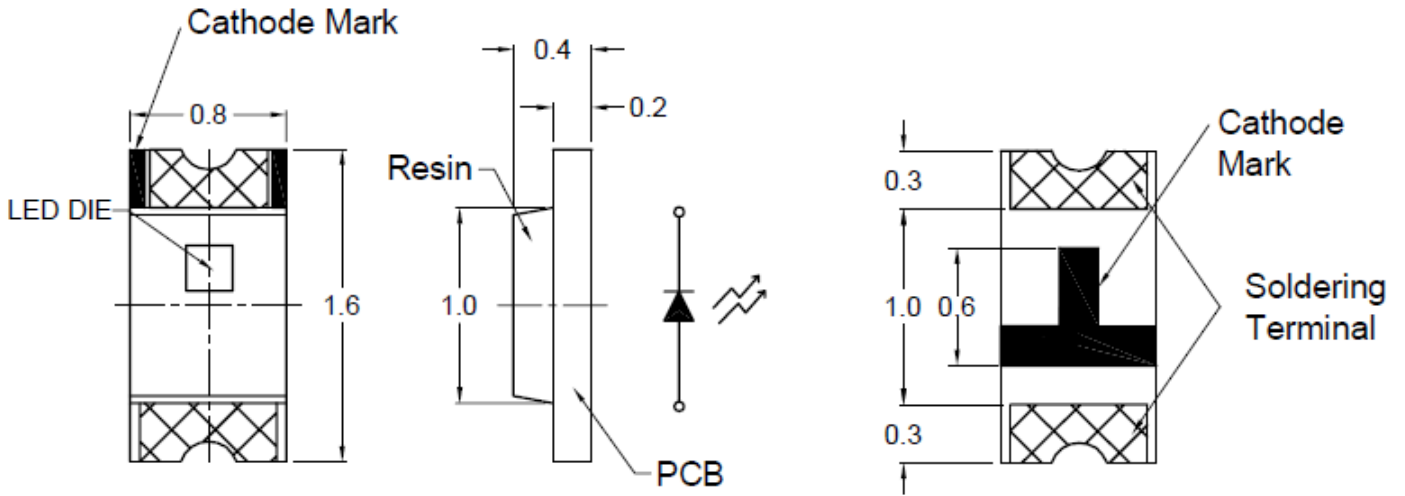 Cathode Mark
0.8
LED DIE
1.6
0.4
0.2
Resin
1.0
PCB
Cathode
Mark
0.3
1.0
0.6
0.3
Soldering
Terminal